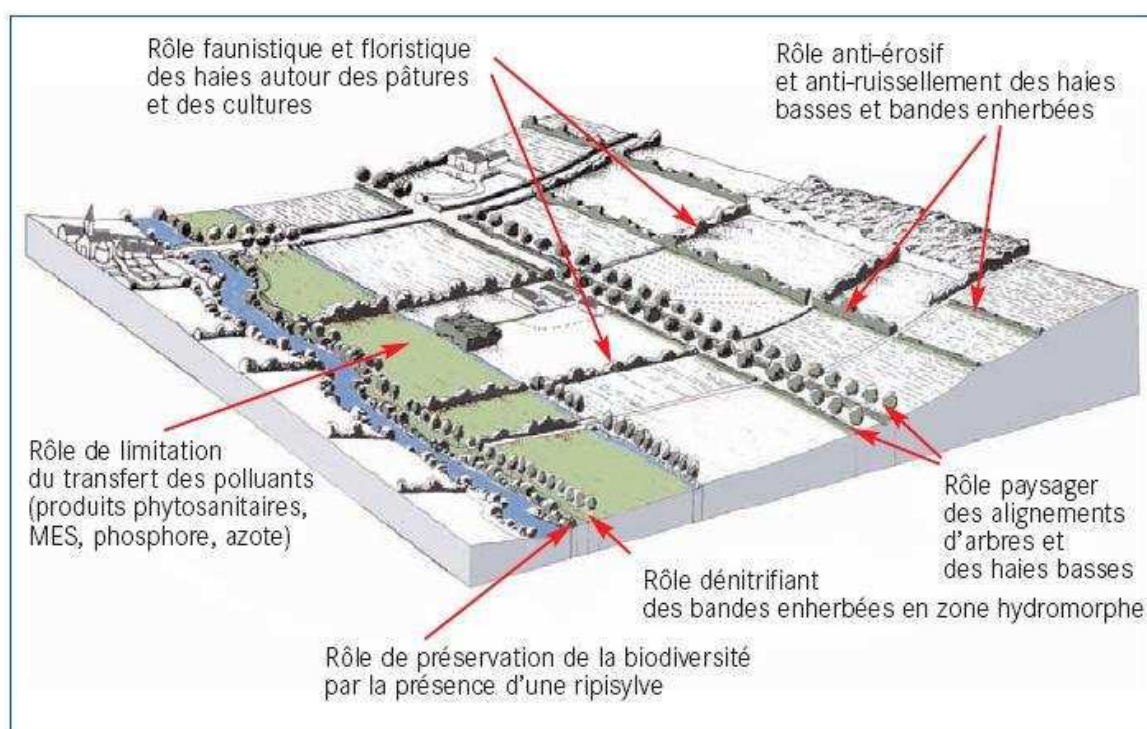 Rôle faunistique et floristique
des haies autour des pâtures
et des cultures
Rôle anti-érosif
et anti-ruissellement des haies
basses et bandes enherbées
Rôle de limitation
du transfert des polluants
(produits phytosanitaires,
MES, phosphore, azote)
Rôle paysager
des alignements
d'arbres et
des haies basses
Rôle dénitrifiant
des bandes enherbées en zone hydromorphe
Rôle de préservation de la biodiversité
par la présence d'une ripisylve